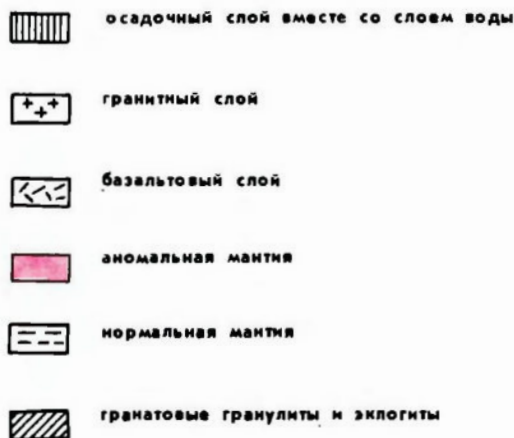 осадочный слой вместе со слоем воды
гранитный слой
базальтовый слой
аномальная мантия
нормальная мантия
гранатовые гранулиты и эклогиты